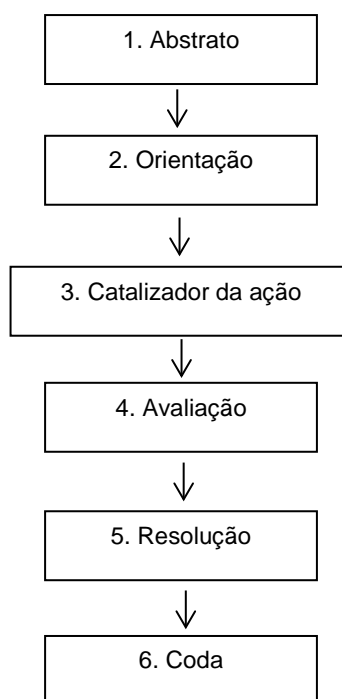 1. Abstrato
2. Orientação
3. Catalizador da ação
4. Avaliação
5. Resolução
6. Coda